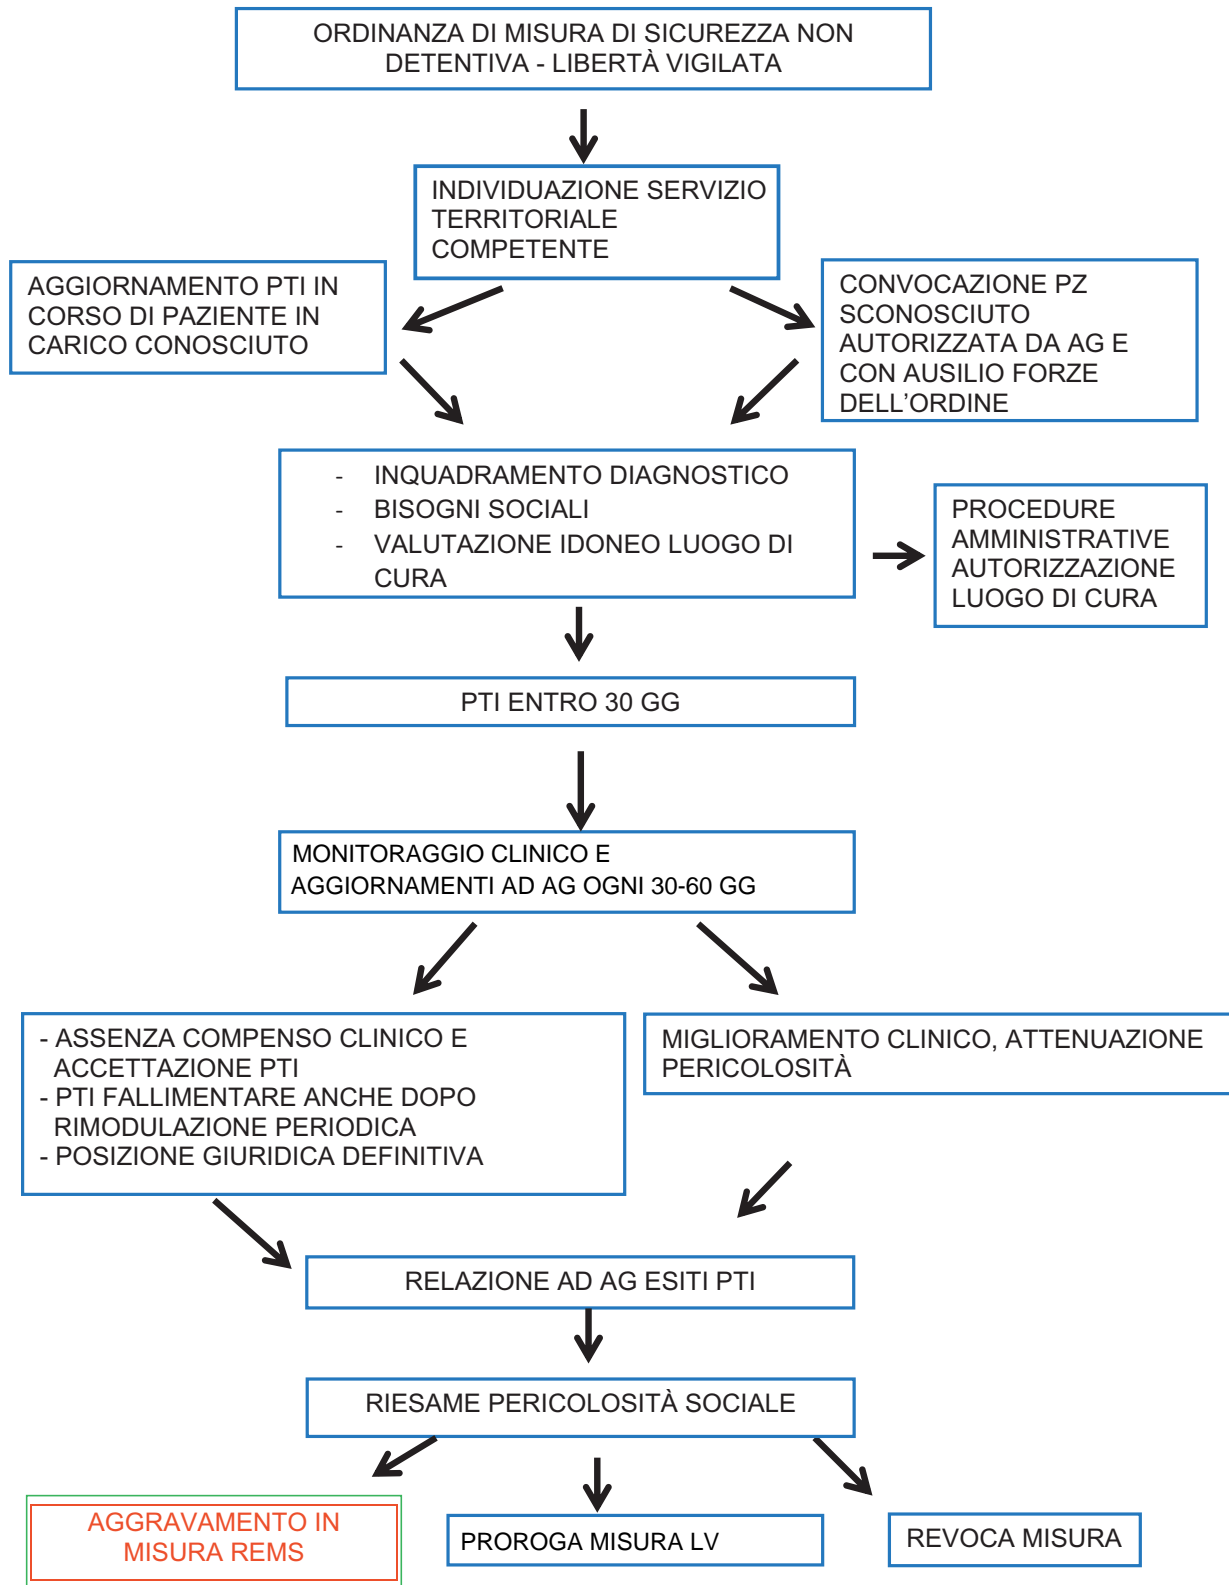 ORDINANZA DI MISURA DI SICUREZZA NON
DETENTIVA - LIBERTÀ VIGILATA
INDIVIDUAZIONE SERVIZIO
TERRITORIALE
COMPETENTE
AGGIORNAMENTO PTI IN
CORSO DI PAZIENTE IN
CARICO CONOSCIUTO
CONVOCAZIONE PZ
SCONOSCIUTO
AUTORIZZATA DA AG E
CON AUSILIO FORZE
DELL’ORDINE
- INQUADRAMENTO DIAGNOSTICO
- BISOGNI SOCIALI
- VALUTAZIONE IDONEO LUOGO DI
CURA
PROCEDURE
AMMINISTRATIVE
AUTORIZZAZIONE
LUOGO DI CURA
PTI ENTRO 30 GG
MONITORAGGIO CLINICO E
AGGIORNAMENTI AD AG OGNI 30-60 GG
- ASSENZA COMPENSO CLINICO E
ACCETTAZIONE PTI
- PTI FALLIMENTARE ANCHE DOPO
RIMODULAZIONE PERIODICA
- POSIZIONE GIURIDICA DEFINITIVA
MIGLIORAMENTO CLINICO, ATTENUAZIONE
PERICOLOSITÀ
RELAZIONE AD AG ESITI PTI
RIESAME PERICOLOSITÀ SOCIALE
AGGRAVAMENTO IN
MISURA REMS
PROROGA MISURA LV
REVOCA MISURA